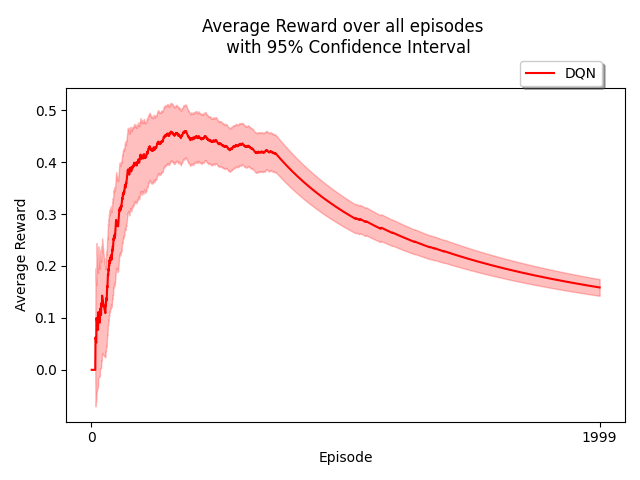 Average Reward over all episodes
with 95% Confidence Interval
DQN
0.5
0.4
0.3
0.2
0.1
0.0
Average Reward
0
1999
Episode